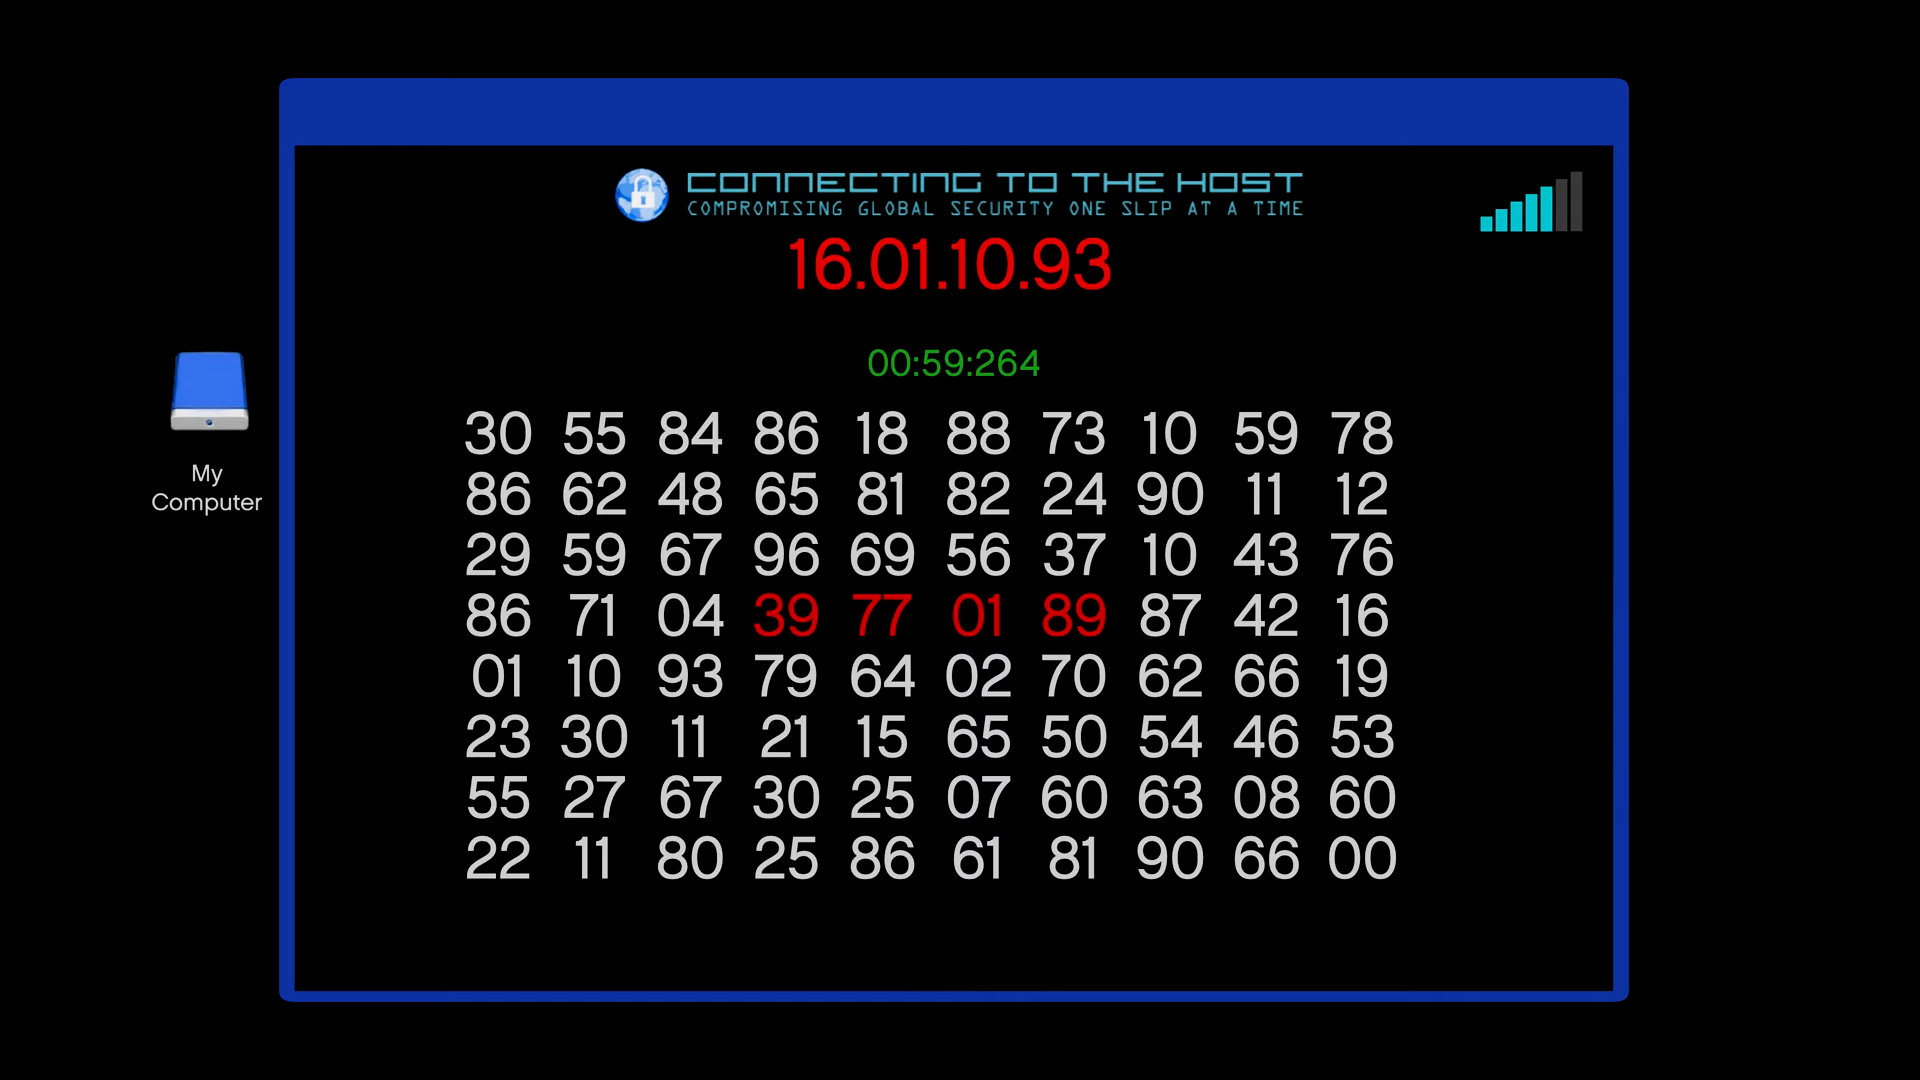 CONNECTING TO THE HOST
COMPROMISING GLOBAL SECURITY ONE SLIP AT A TIME
16.01.10.93
00:59:264
My
Computer
30 55 84 86 18 88 73 10 59 78
86 62 48 65 81 82 24 90 11 12
29 59 67 96 69 56 37 10 43 76
86 71 04 39 77 01 89 87 42 16
01 10 93 79 64 02 70 62 66 19
23 30 11 21 15 65 50 54 46 53
55 27 67 30 25 07 60 63 08 60
22 11 80 25 86 61 81 90 66 00